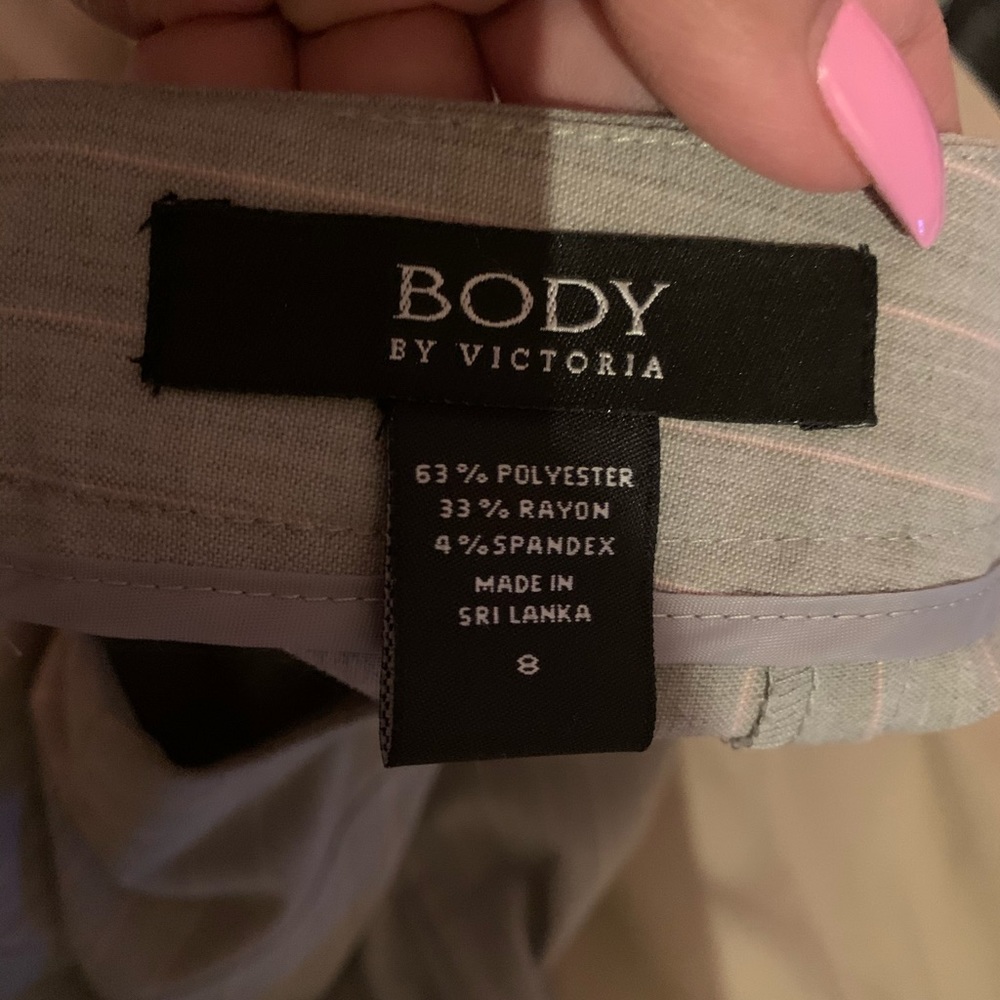 BODY
BY VICTORIA
63% POLYESTER
33% RAYON
4% SPANDEX
MADE IN
SRI LANKA
8